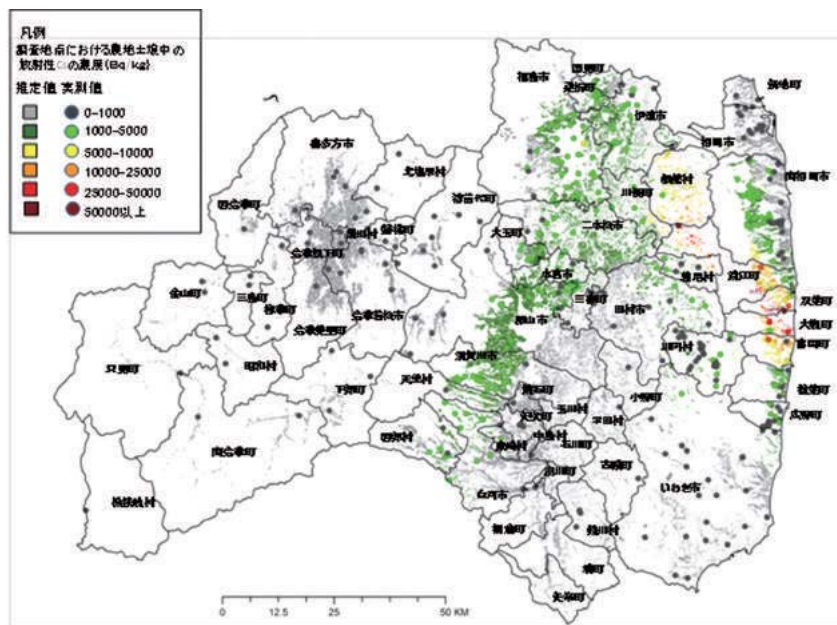 凡例
調査地点における農地土壌中の
放射性Csの濃度(Bq/kg)
推定値 実測値
0-1000
1000-5000
5000-10000
10000-25000
25000-50000
50000以上
福島市
国見町
桑折町
伊達市
新地町
相馬市
南相馬市
喜多方市
北塩原村
川俣町
飯舘村
西会津町
猪苗代町
二本松市
磐梯町
湯川村
大玉村
会津坂下町
本宮市
葛尾村
浪江町
双葉町
金山町
三島町
三春町
田村市
大熊町
柳津町
会津若松市
郡山市
富岡町
会津美里町
川内村
只見町
昭和村
須賀川市
楢葉町
下郷町
天栄村
鏡石町
小野町
広野町
玉川村
矢吹町
平田村
南会津町
西郷村
中島村
泉崎村
石川町
古殿町
浅川町
白河市
いわき市
檜枝岐村
棚倉町
鮫川村
塙町
矢祭町
0 12.5 25 50 KM